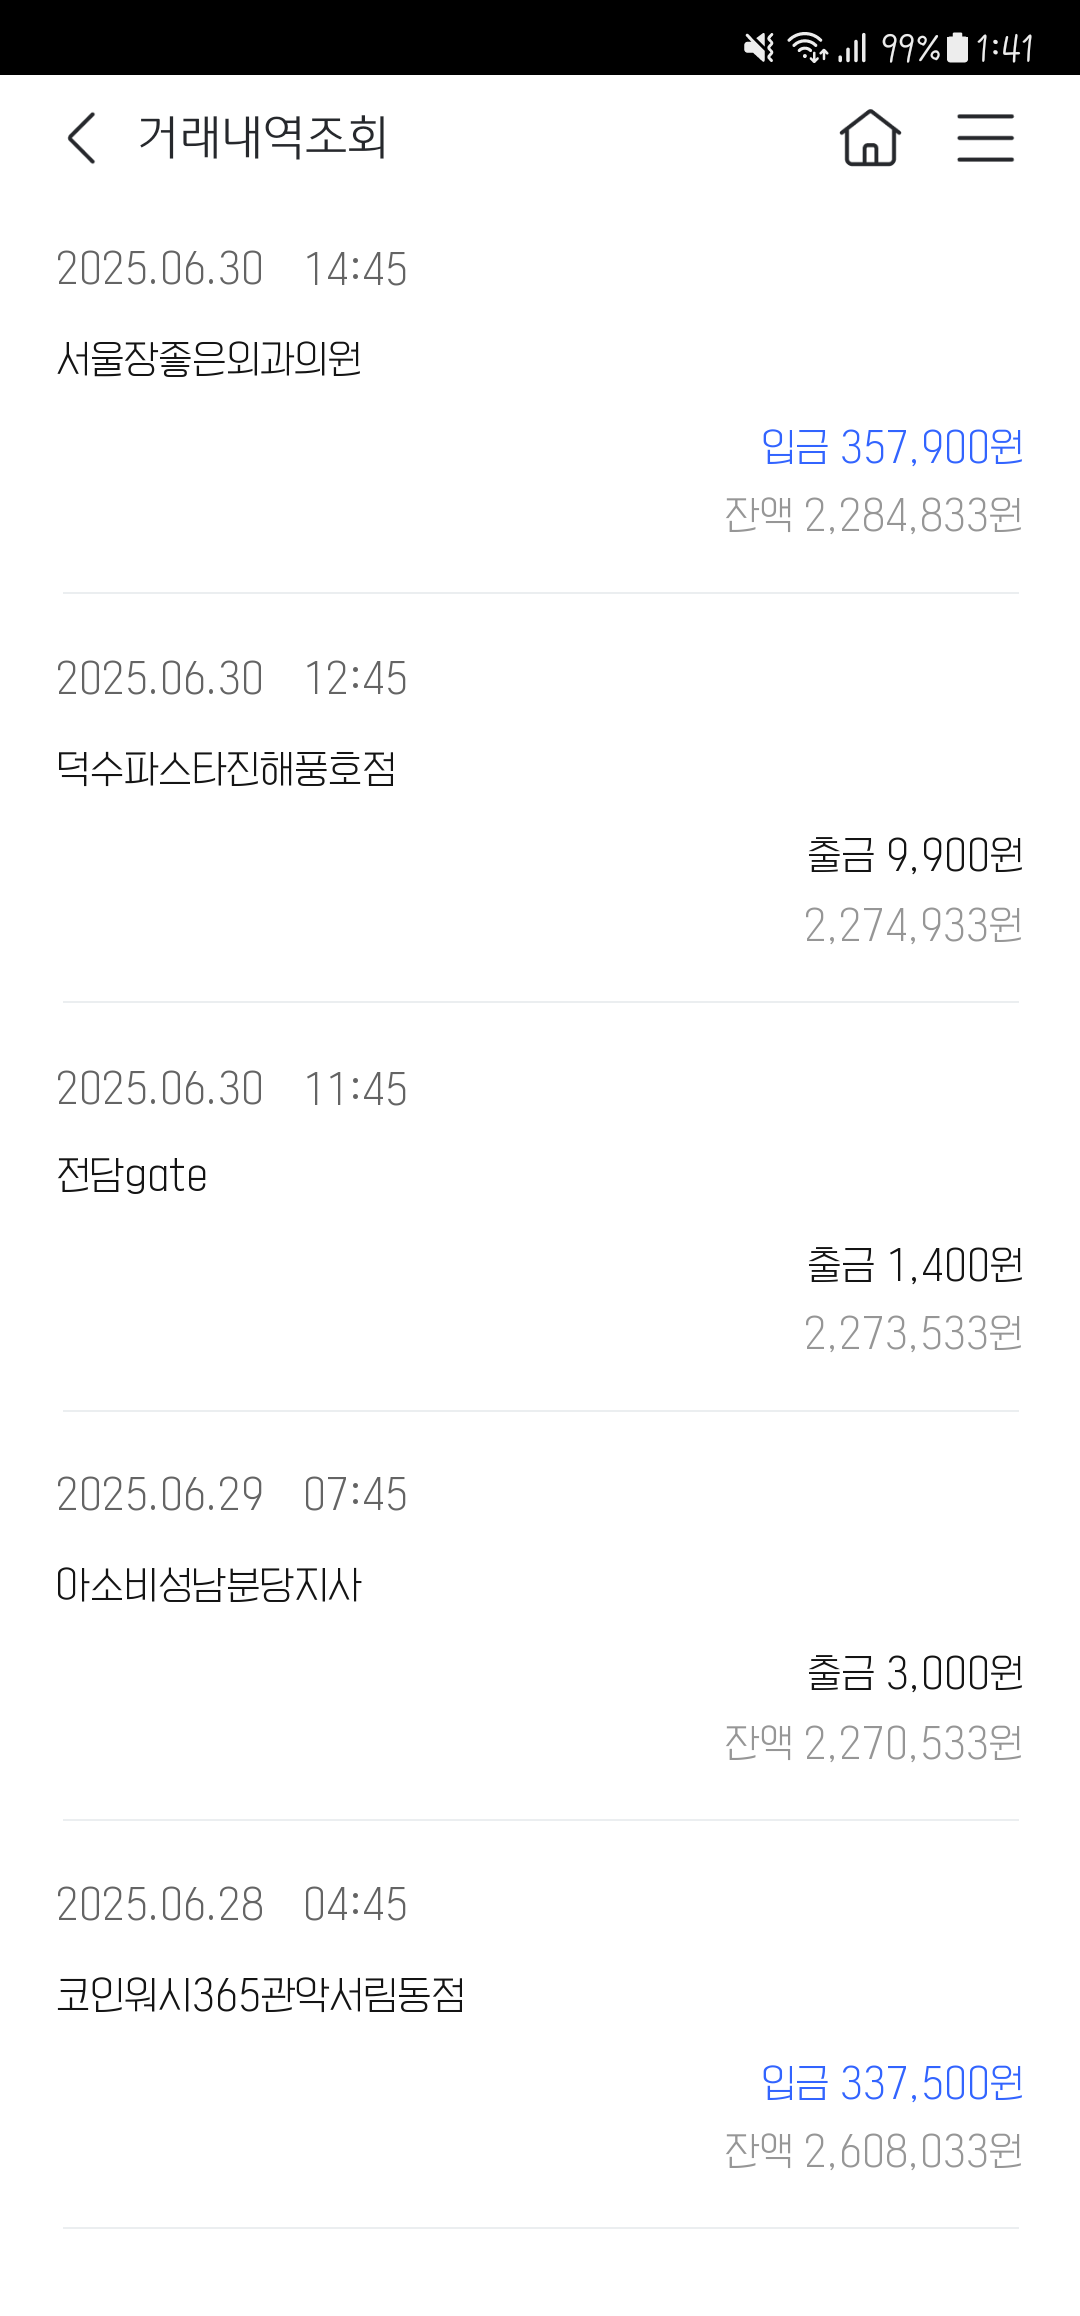 99% 1:41
거래내역조회
2025.06.30 14:45
서울장좋은외과의원
입금 357,900원
잔액 2,284,833원
2025.06.30 12:45
덕수파스타진해풍호점
출금 9,900원
2,274,933원
2025.06.30 11:45
전담gate
출금 1,400원
2,273,533원
2025.06.29 07:45
아소비성남분당지사
출금 3,000원
잔액 2,270,533원
2025.06.28 04:45
코인워시365관악서림동점
입금 337,500원
잔액 2,608,033원